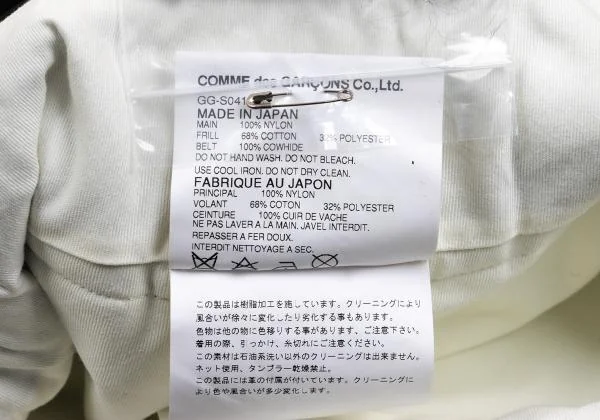 COMME des GARÇONS Co.,Ltd.
GG-S041
MADE IN JAPAN
MAIN 100% NYLON
FRILL 68% COTTON 32% POLYESTER
BELT 100% COWHIDE
DO NOT HAND WASH. DO NOT BLEACH.
USE COOL IRON. DO NOT DRY CLEAN.
FABRIQUE AU JAPON
PRINCIPAL 100% NYLON
VOLANT 68% COTON 32% POLYESTER
CEINTURE 100% CUIR DE VACHE
NE PAS LAVER A LA MAIN. JAVEL INTERDIT.
REPASSER A FER DOUX.
INTERDIT NETTOYAGE A SEC.
この製品は樹脂加工を施しています。クリーニングにより
風合いが徐々に変化したり劣化する事もあります。
色物は他の物に色移りする事があります、ご注意下さい。
着用の際、引っかけ、糸切れにご注意ください。
この素材は石油系洗い以外のクリーニングは出来ません。
ネット使用、タンブラー乾燥禁止。
この製品には革の付属が付いています。クリーニングに
より色や風合いが多少変化します。